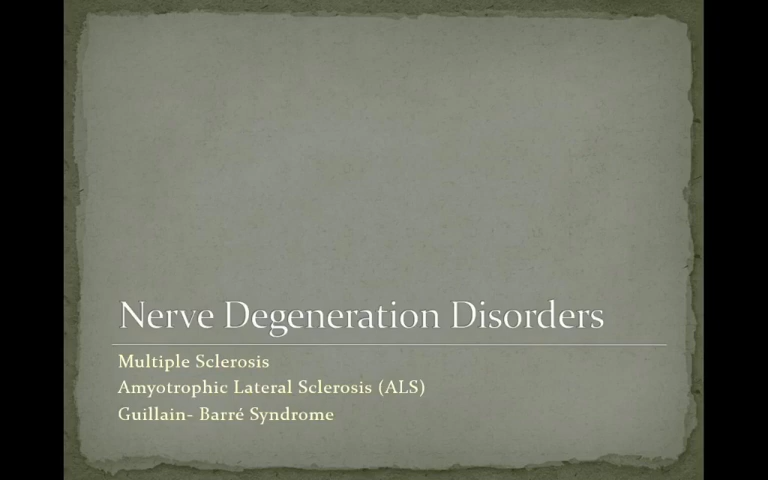 Nerve Degeneration Disorders
Multiple Sclerosis
Amyotrophic Lateral Sclerosis (ALS)
Guillain- Barré Syndrome